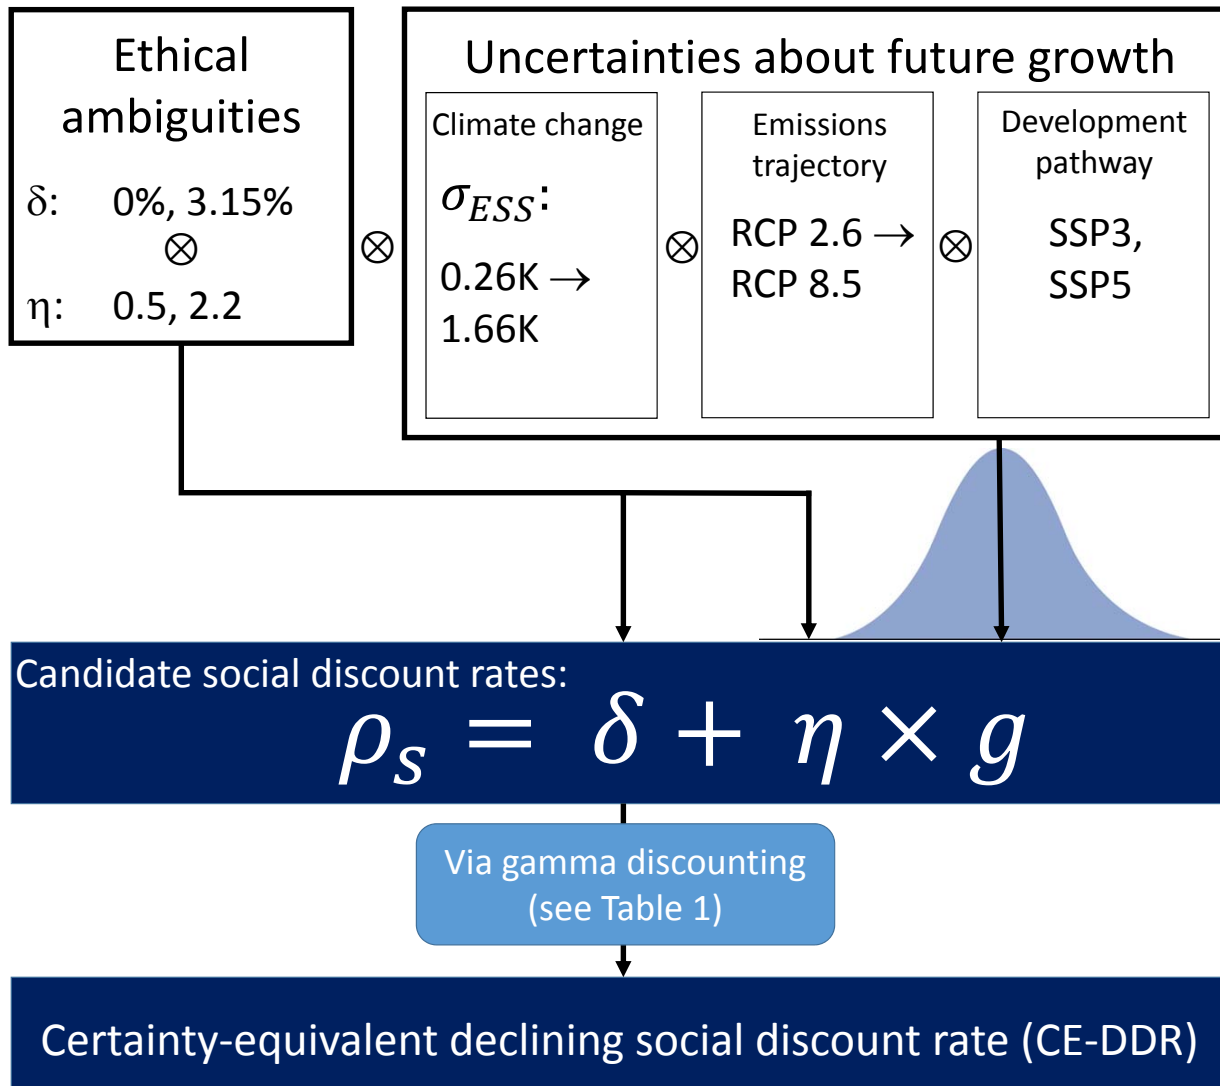 Ethical
ambiguities
δ: 0%, 3.15%
⊗
η: 0.5, 2.2
⊗
Uncertainties about future growth
Climate change
σ_ESS:
0.26K →
1.66K
⊗
Emissions
trajectory
RCP 2.6 →
RCP 8.5
⊗
Development
pathway
SSP3,
SSP5
Candidate social discount rates:
ρ_s = δ + η × g
Via gamma discounting
(see Table 1)
Certainty-equivalent declining social discount rate (CE-DDR)